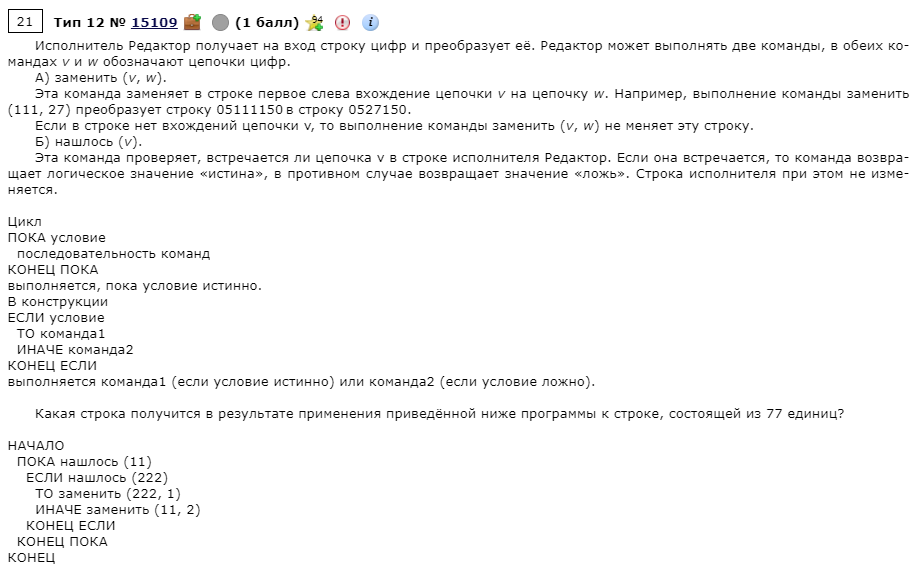 21 Тип 12 № 15109 (1 балл) 94 i
Исполнитель Редактор получает на вход строку цифр и преобразует её. Редактор может выполнять две команды, в обеих ко-
мандах v и w обозначают цепочки цифр.
А) заменить (v, w).
Эта команда заменяет в строке первое слева вхождение цепочки v на цепочку w. Например, выполнение команды заменить
(111, 27) преобразует строку 05111150 в строку 0527150.
Если в строке нет вхождений цепочки v, то выполнение команды заменить (v, w) не меняет эту строку.
Б) нашлось (v).
Эта команда проверяет, встречается ли цепочка v в строке исполнителя Редактор. Если она встречается, то команда возвра-
щает логическое значение «истина», в противном случае возвращает значение «ложь». Строка исполнителя при этом не изме-
няется.
Цикл
ПОКА условие
последовательность команд
КОНЕЦ ПОКА
выполняется, пока условие истинно.
В конструкции
ЕСЛИ условие
ТО команда1
ИНАЧЕ команда2
КОНЕЦ ЕСЛИ
выполняется команда1 (если условие истинно) или команда2 (если условие ложно).
Какая строка получится в результате применения приведённой ниже программы к строке, состоящей из 77 единиц?
НАЧАЛО
ПОКА нашлось (11)
ЕСЛИ нашлось (222)
ТО заменить (222, 1)
ИНАЧЕ заменить (11, 2)
КОНЕЦ ЕСЛИ
КОНЕЦ ПОКА
КОНЕЦ